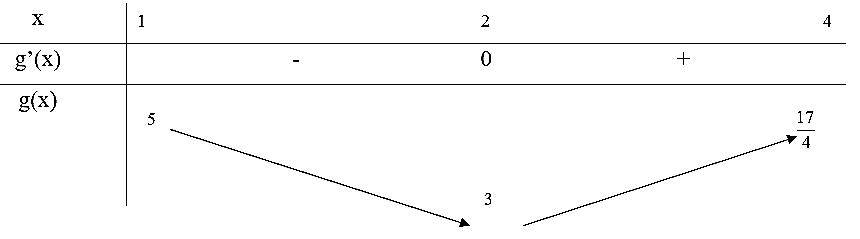 x 1 2 4
g’(x) - 0 +
g(x)
5 17/4
3